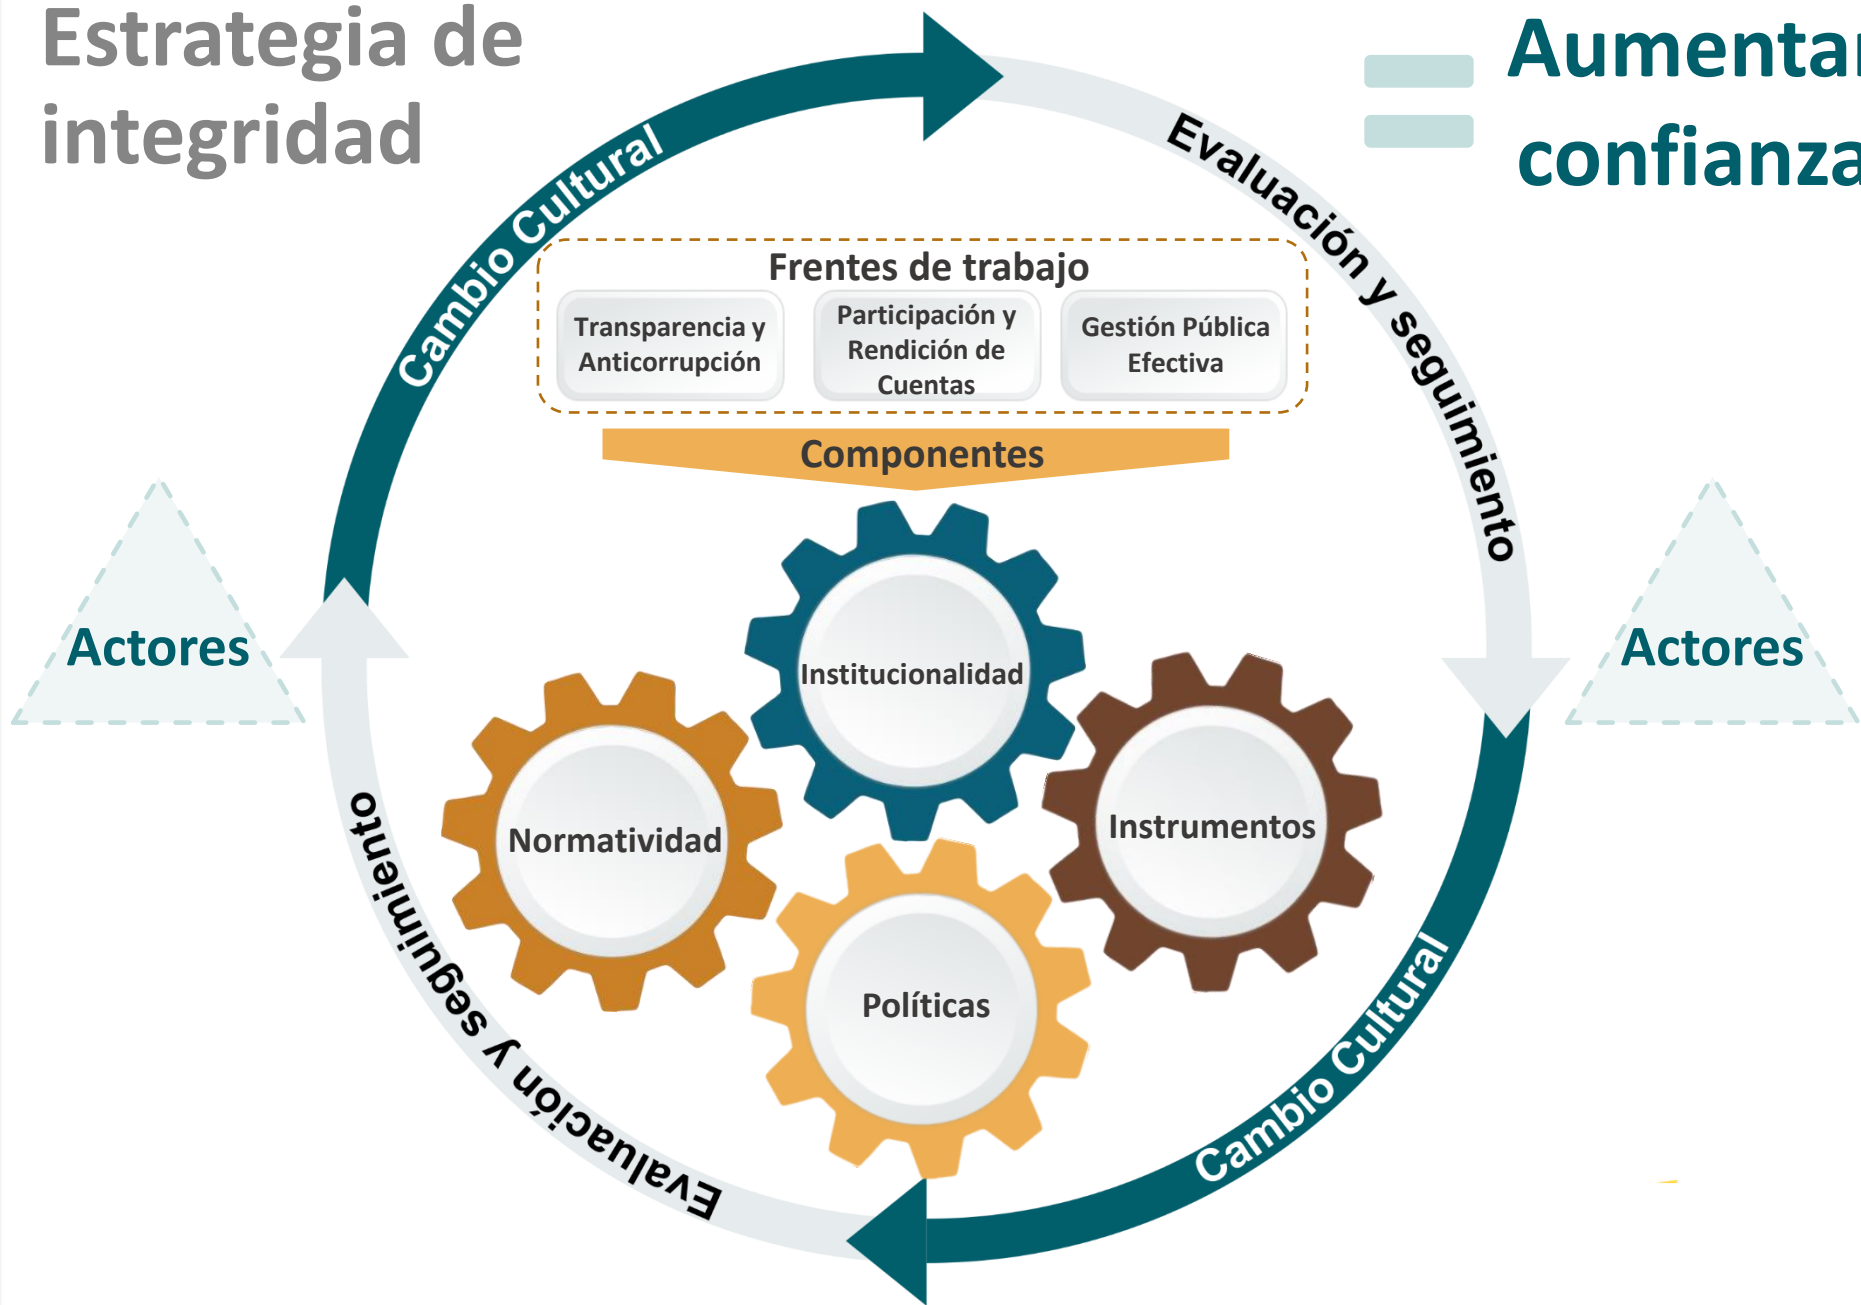 Estrategia de
integridad
Aumentar
confianza
Cambio Cultural
Evaluación y seguimiento
Frentes de trabajo
Transparencia y
Anticorrupción
Participación y
Rendición de
Cuentas
Gestión Pública
Efectiva
Componentes
Actores
Actores
Institucionalidad
Normatividad
Instrumentos
Políticas
Evaluación y seguimiento
Cambio Cultural